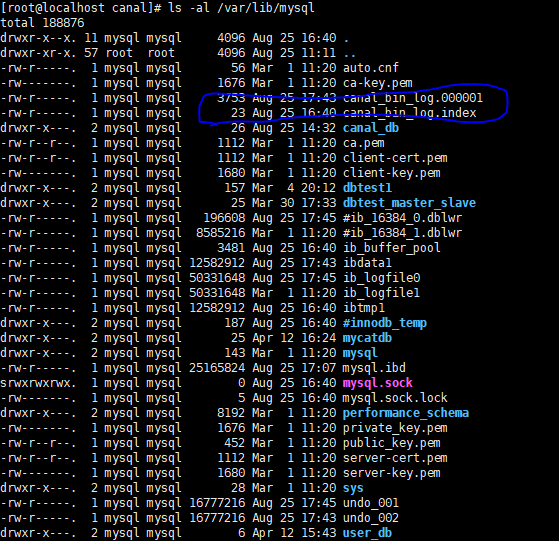 [root@localhost canal]# ls -al /var/lib/mysql
total 188876
drwxr-x--x. 11 mysql mysql 4096 Aug 25 16:40 .
drwxr-xr-x. 57 root root 4096 Aug 25 11:11 ..
-rw-r-----. 1 mysql mysql 56 Mar 1 11:20 auto.cnf
-rw-------. 1 mysql mysql 1676 Mar 1 11:20 ca-key.pem
-rw-r-----. 1 mysql mysql 3753 Aug 25 17:43 canal_bin_log.000001
-rw-r-----. 1 mysql mysql 23 Aug 25 16:40 canal_bin_log.index
drwxr-x---. 2 mysql mysql 26 Aug 25 14:32 canal_db
-rw-r--r--. 1 mysql mysql 1112 Mar 1 11:20 ca.pem
-rw-r--r--. 1 mysql mysql 1112 Mar 1 11:20 client-cert.pem
-rw-------. 1 mysql mysql 1680 Mar 1 11:20 client-key.pem
drwxr-x---. 2 mysql mysql 157 Mar 4 20:12 dbtest1
drwxr-x---. 2 mysql mysql 25 Mar 30 17:33 dbtest_master_slave
-rw-r-----. 1 mysql mysql 196608 Aug 25 17:45 #ib_16384_0.dblwr
-rw-r-----. 1 mysql mysql 8585216 Mar 1 11:20 #ib_16384_1.dblwr
-rw-r-----. 1 mysql mysql 3481 Aug 25 16:40 ib_buffer_pool
-rw-r-----. 1 mysql mysql 12582912 Aug 25 17:43 ibdata1
-rw-r-----. 1 mysql mysql 50331648 Aug 25 17:45 ib_logfile0
-rw-r-----. 1 mysql mysql 50331648 Mar 1 11:20 ib_logfile1
-rw-r-----. 1 mysql mysql 12582912 Aug 25 16:40 ibtmp1
drwxr-x---. 2 mysql mysql 187 Aug 25 16:40 #innodb_temp
drwxr-x---. 2 mysql mysql 25 Apr 12 16:24 mycatdb
drwxr-x---. 2 mysql mysql 143 Mar 1 11:20 mysql
-rw-r-----. 1 mysql mysql 25165824 Aug 25 17:07 mysql.ibd
srwxrwxrwx. 1 mysql mysql 0 Aug 25 16:40 mysql.sock
-rw-------. 1 mysql mysql 5 Aug 25 16:40 mysql.sock.lock
drwxr-x---. 2 mysql mysql 8192 Mar 1 11:20 performance_schema
-rw-------. 1 mysql mysql 1676 Mar 1 11:20 private_key.pem
-rw-r--r--. 1 mysql mysql 452 Mar 1 11:20 public_key.pem
-rw-r--r--. 1 mysql mysql 1112 Mar 1 11:20 server-cert.pem
-rw-------. 1 mysql mysql 1680 Mar 1 11:20 server-key.pem
drwxr-x---. 2 mysql mysql 28 Mar 1 11:20 sys
-rw-r-----. 1 mysql mysql 16777216 Aug 25 17:45 undo_001
-rw-r-----. 1 mysql mysql 16777216 Aug 25 17:43 undo_002
drwxr-x---. 2 mysql mysql 6 Apr 12 15:43 user_db